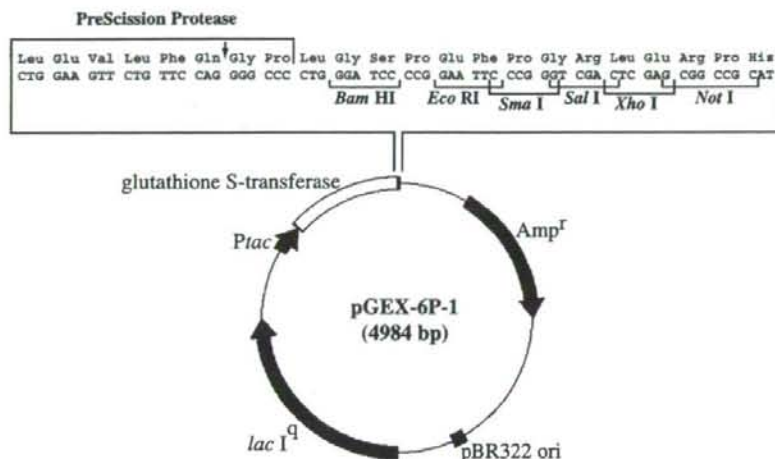 PreScission Protease
Leu Glu Val Leu Phe Gln Gly Pro Leu Gly Ser Pro Glu Phe Pro Gly Arg Leu Glu Arg Pro His
CTG GAA GTT CTG TTC CAG GGG CCC CTG GGA TCC CCG GAA TTC CCG GGT CGA CTC GAG CGG CCG CAT
Bam HI Eco RI Sma I Sal I Xho I Not I
glutathione S-transferase
Ptac
Ampr
pGEX-6P-1
(4984 bp)
lac Iq
pBR322 ori